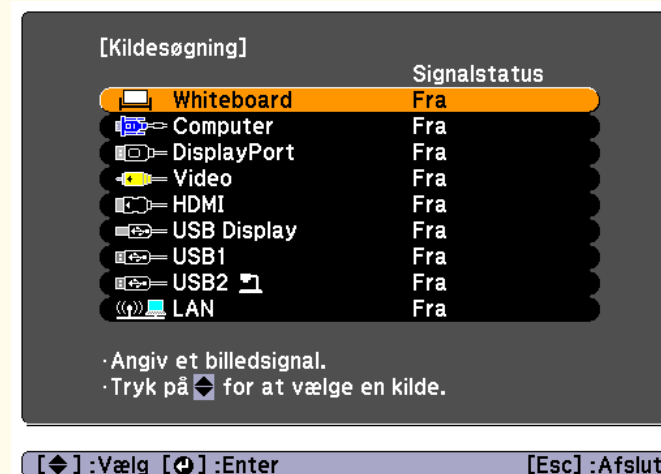 [Kildesøgning]
Signalstatus
Whiteboard Fra
Computer Fra
DisplayPort Fra
Video Fra
HDMI Fra
USB Display Fra
USB1 Fra
USB2 Fra
LAN Fra
·Angiv et billedsignal.
·Tryk på for at vælge en kilde.
[ ] :Vælg [ ] :Enter [Esc] :Afslut